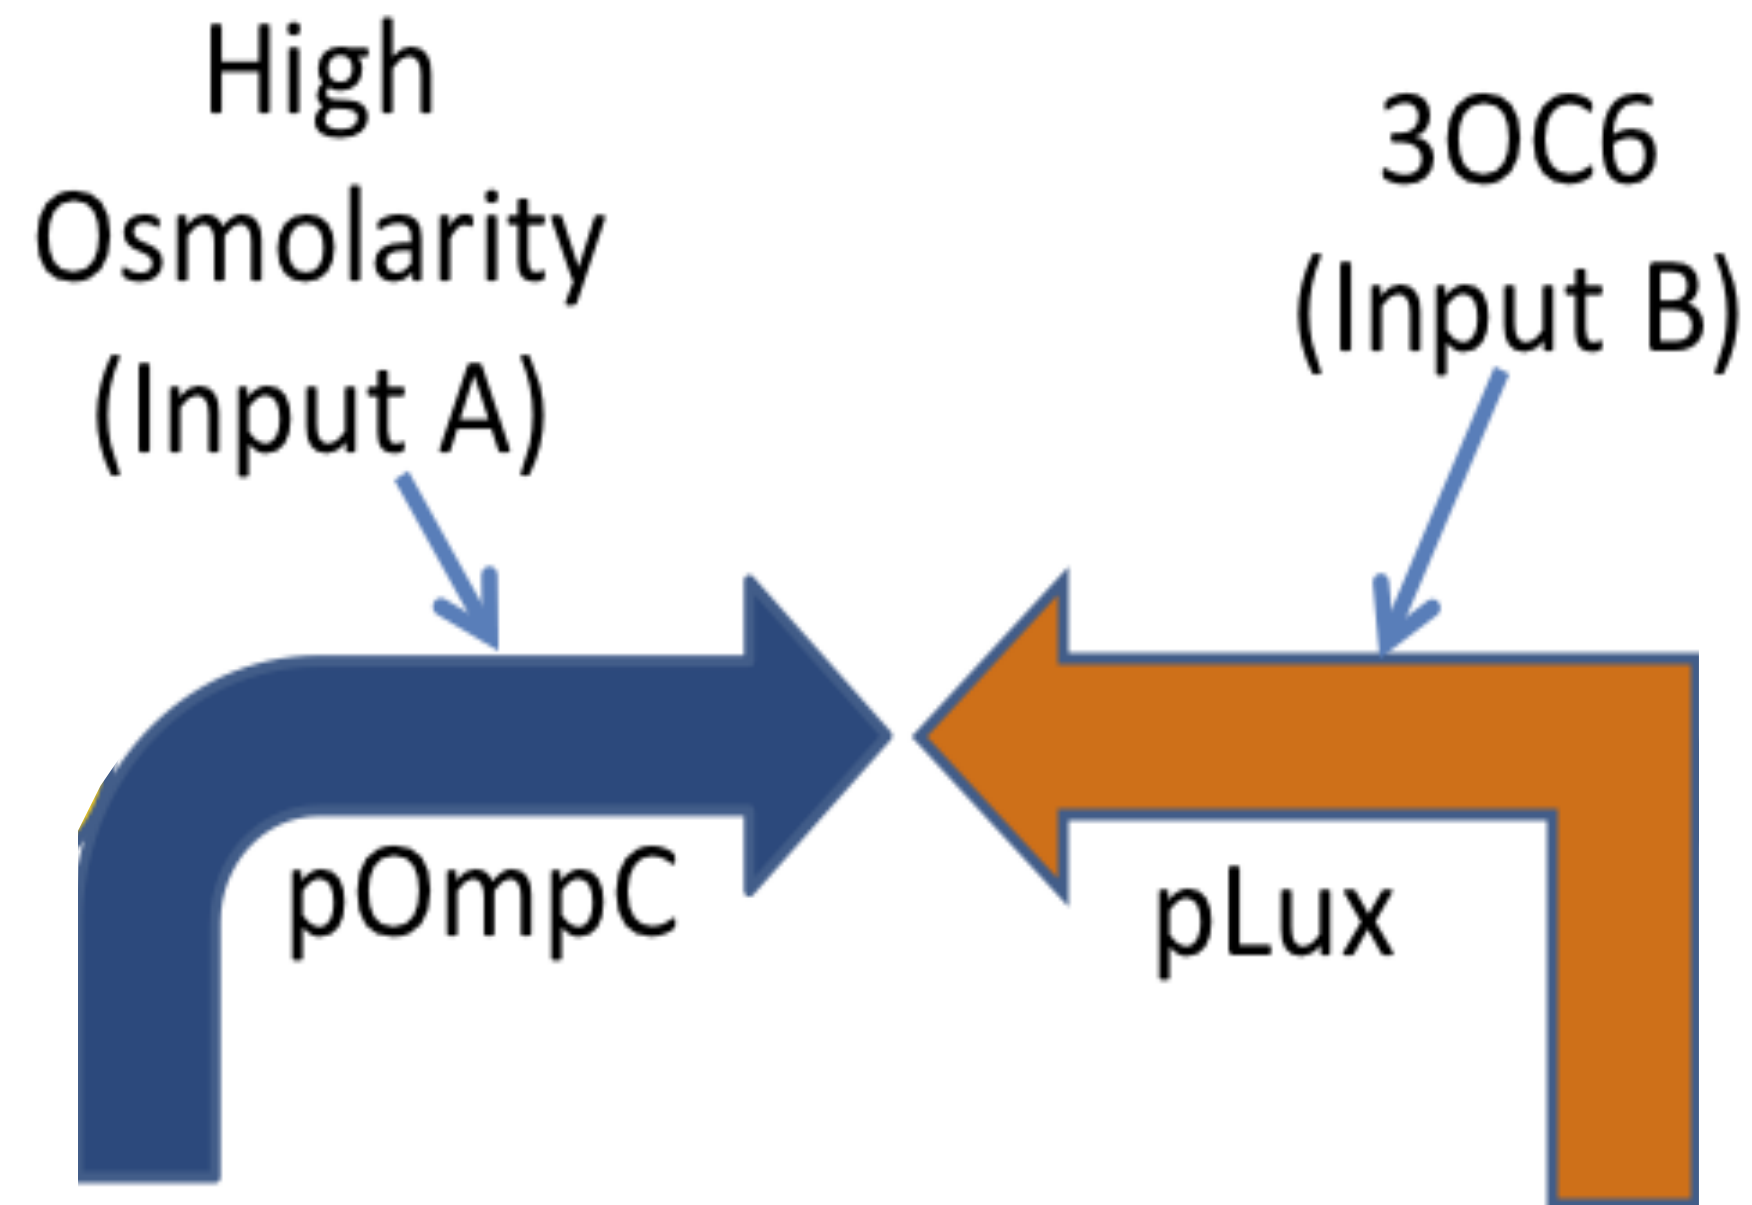 High
Osmolarity
(Input A)
3OC6
(Input B)
pOmpC
pLux